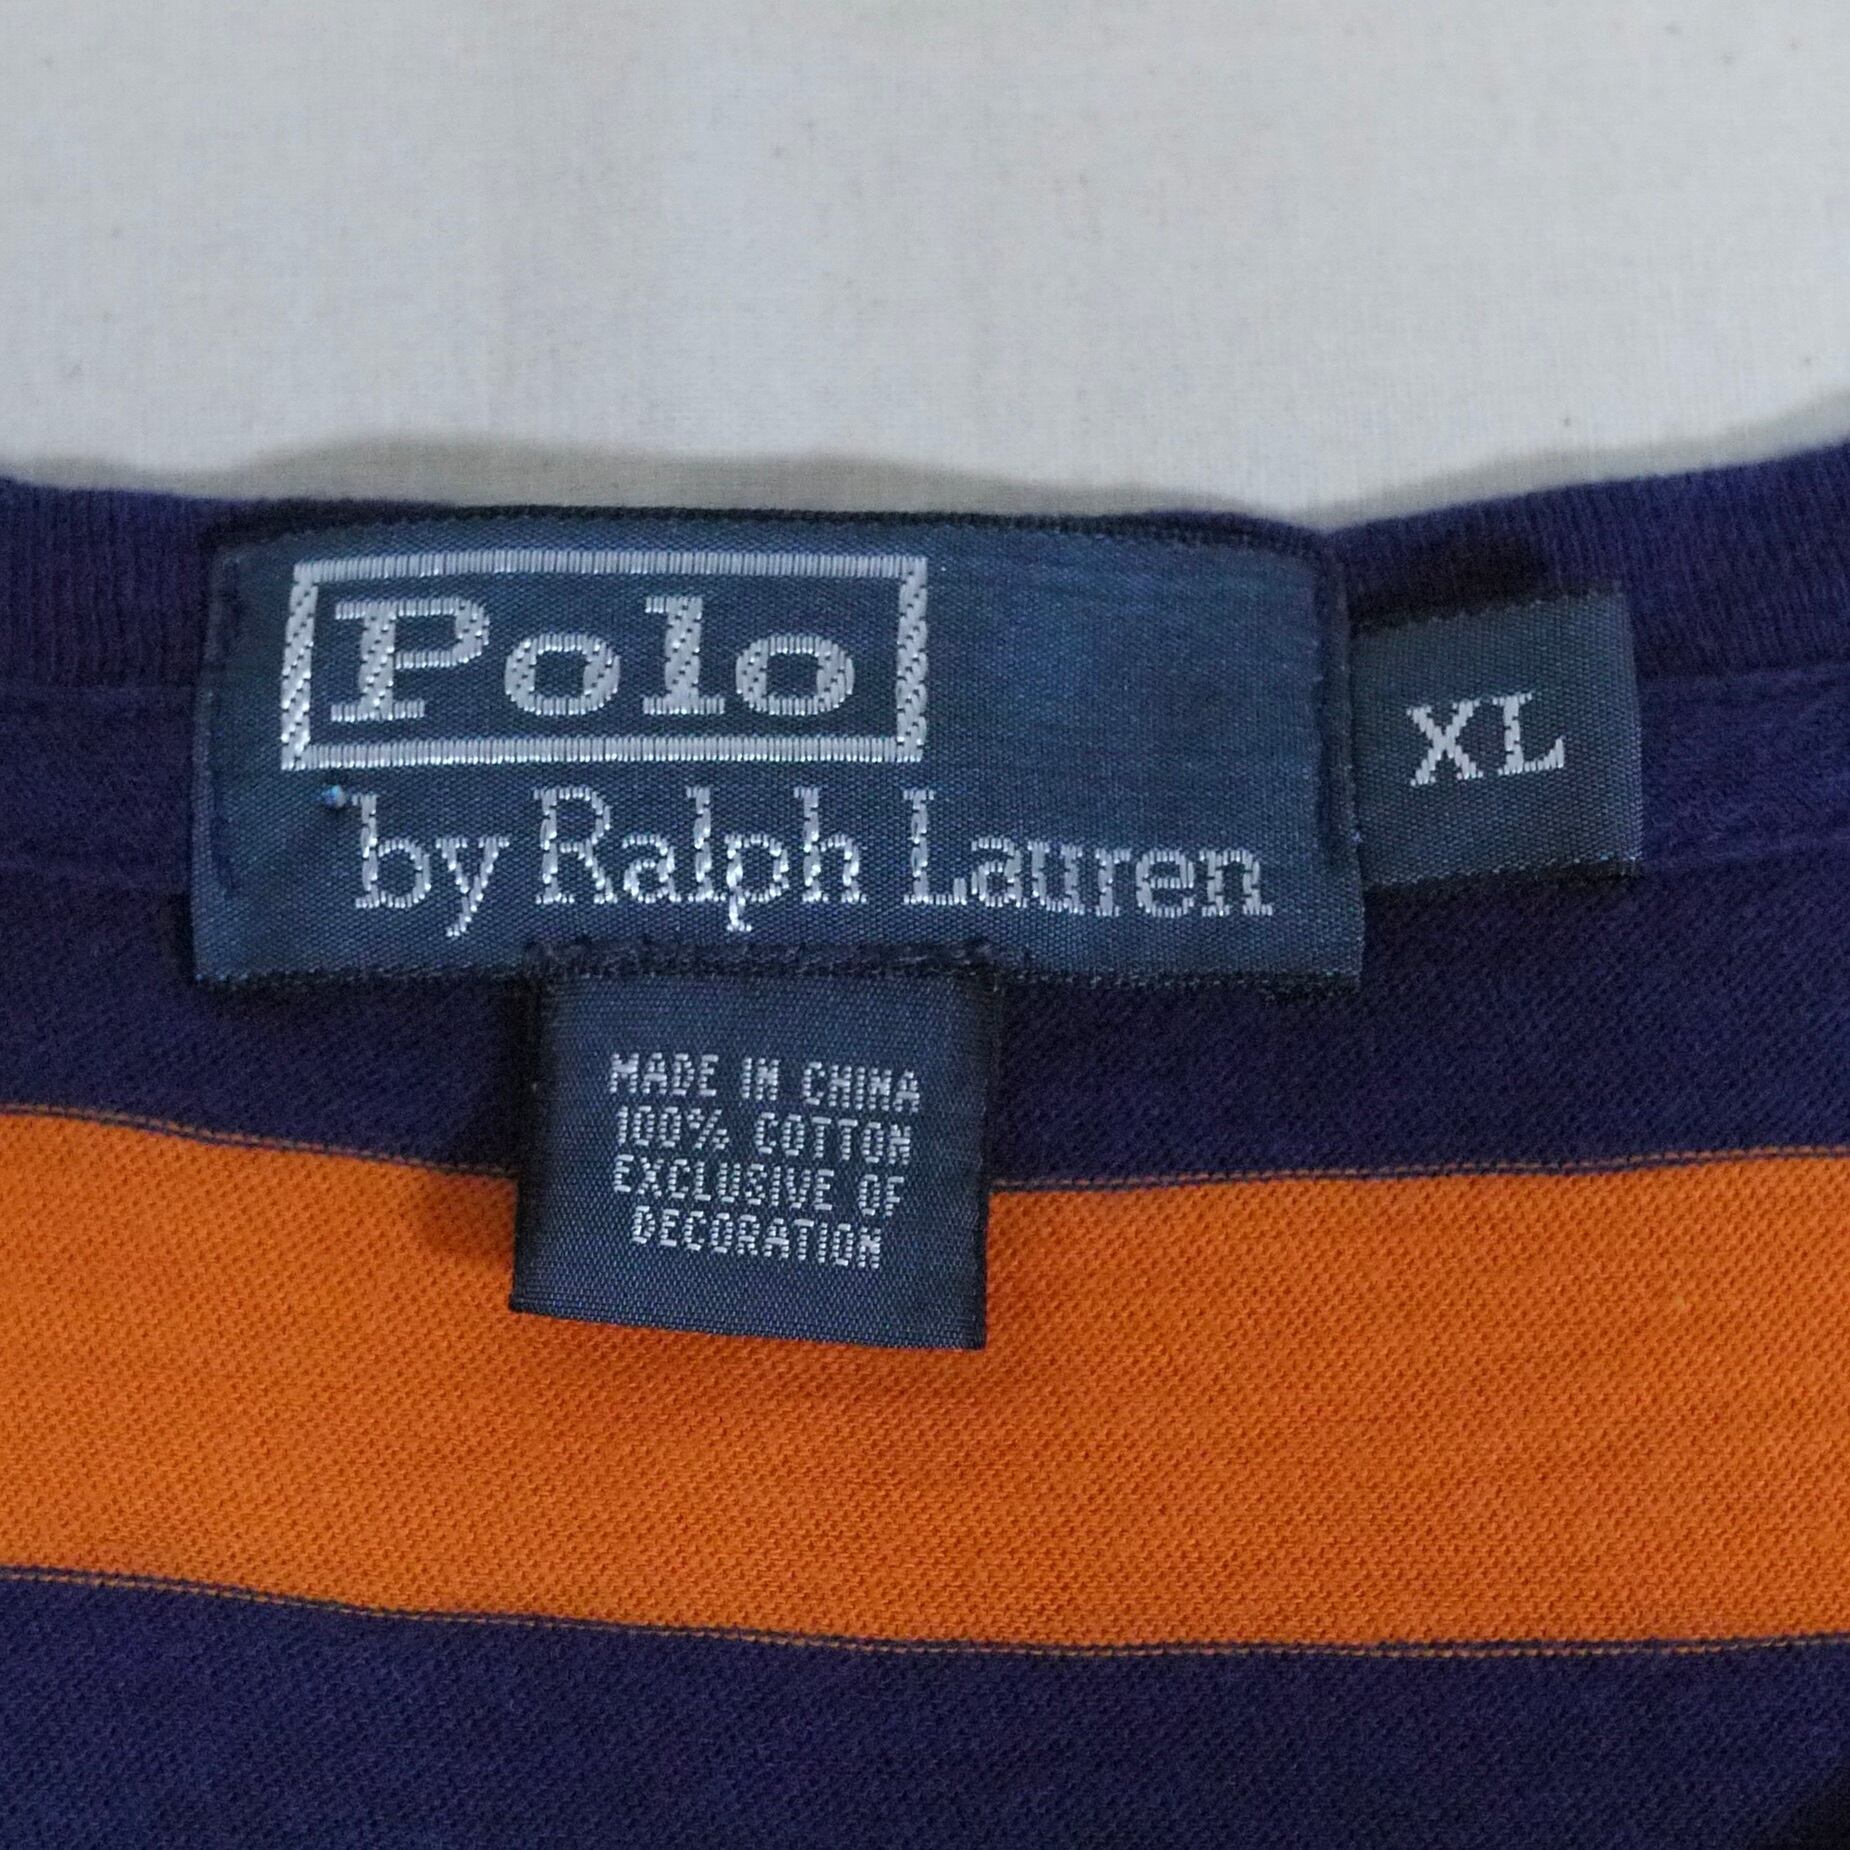 Polo
by Ralph Lauren
XL
MADE IN CHINA
100% COTTON
EXCLUSIVE OF
DECORATION